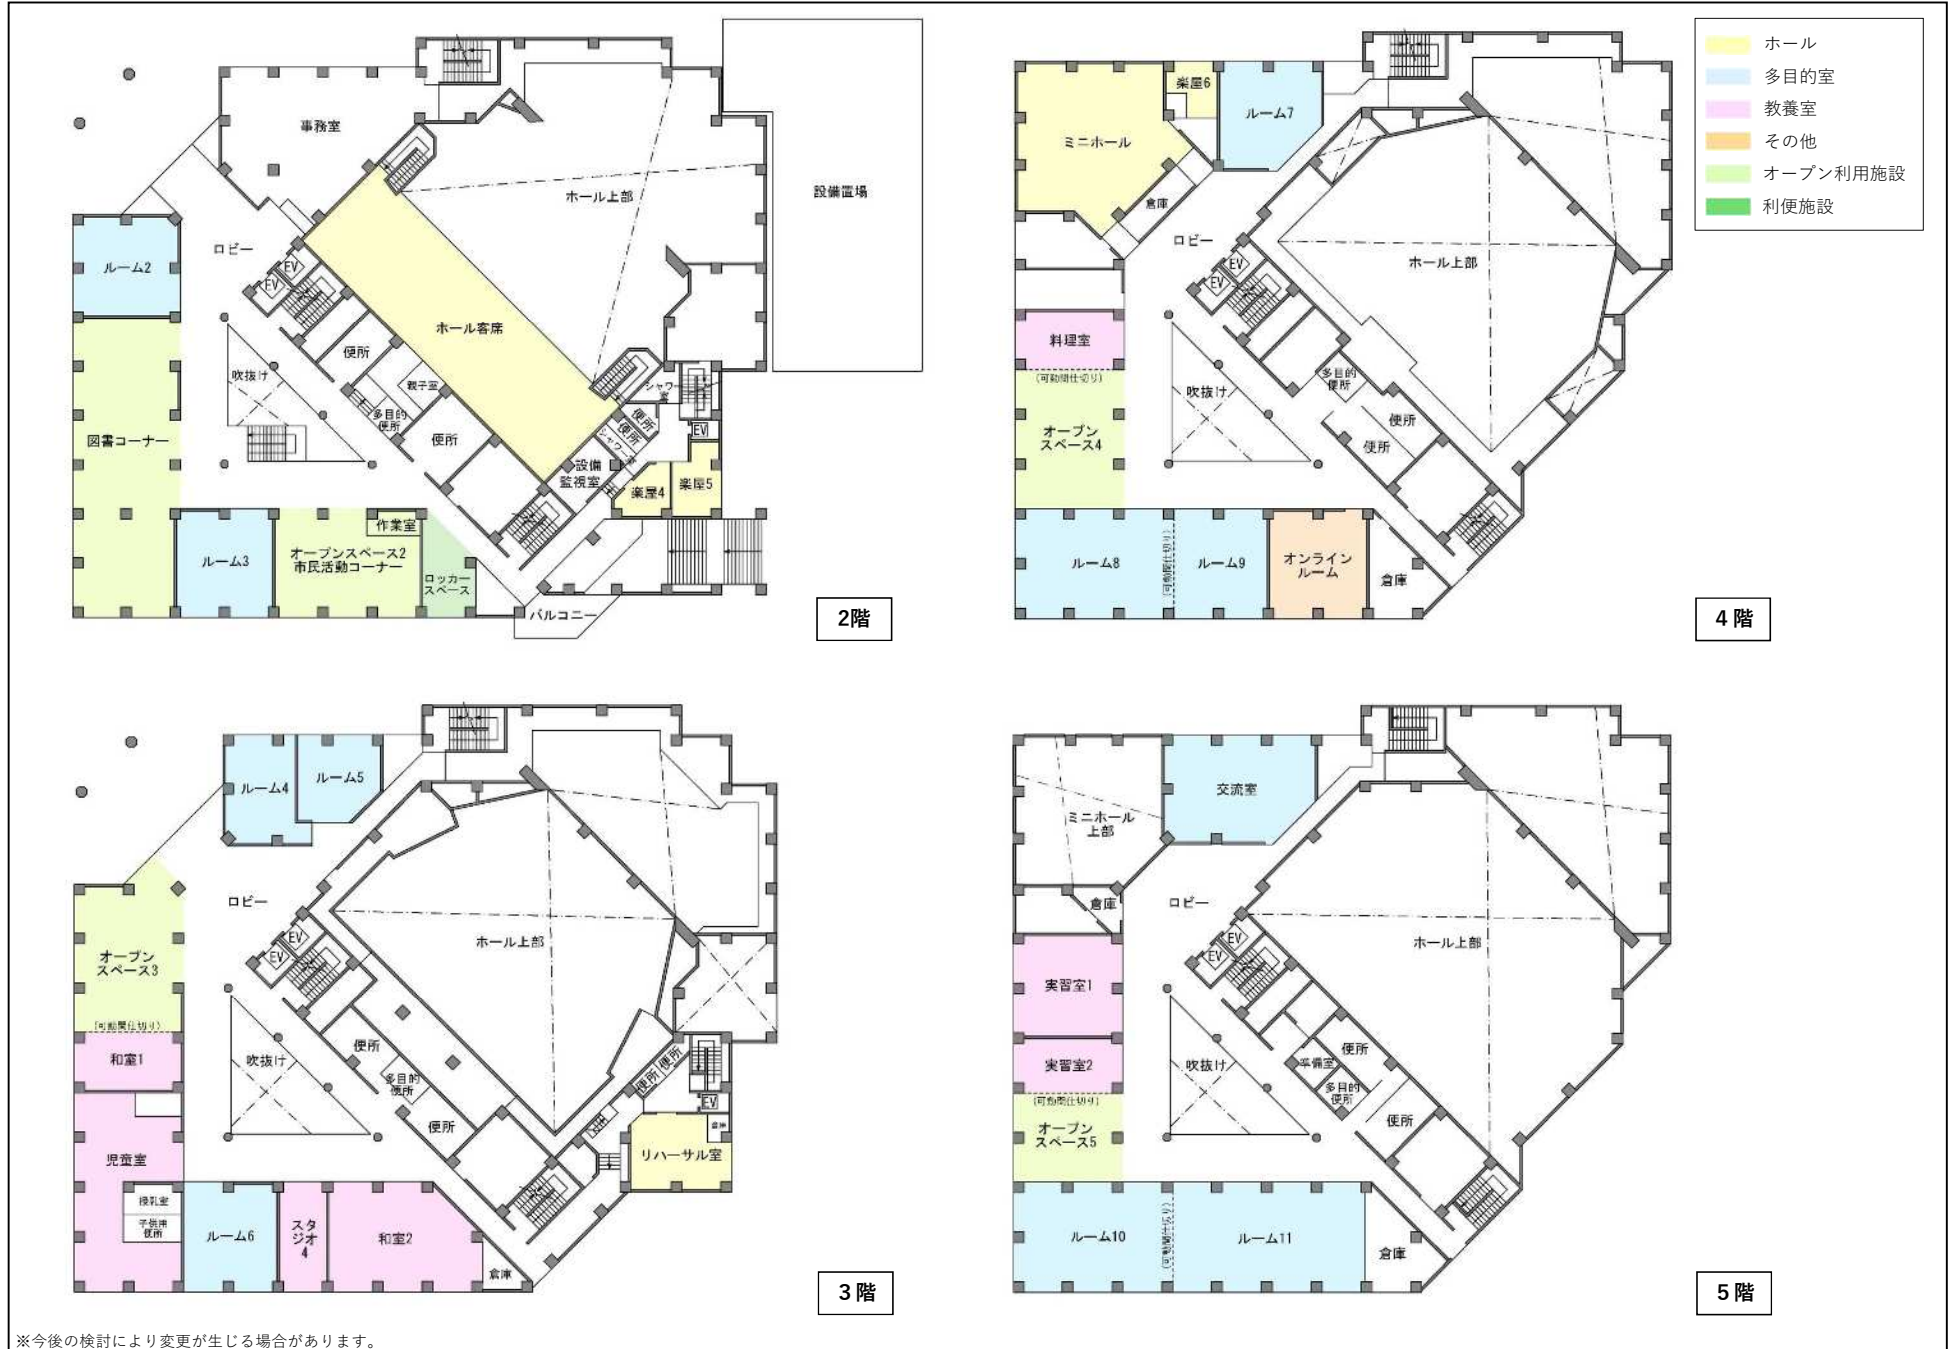 ホール
多目的室
教養室
その他
オープン利用施設
利便施設
事務室
ホール上部
設備置場
ルーム2
ロビー
EV
EV
ホール客席
便所
吹抜け
親子室
多目的
便所
便所
図書コーナー
シャワー
室
便所
便所
シャワー室
EV
設備
監視室
楽屋4
楽屋5
作業室
ルーム3
オープンスペース2
市民活動コーナー
ロッカー
スペース
バルコニー
2階
ミニホール
楽屋6
ルーム7
倉庫
ロビー
EV
EV
ホール上部
料理室
(可動間仕切り)
多目的
便所
吹抜け
便所
便所
オープン
スペース4
ルーム8
(可動間仕切り)
ルーム9
オンライン
ルーム
倉庫
4階
ルーム4
ルーム5
ロビー
EV
EV
ホール上部
オープン
スペース3
(可動間仕切り)
和室1
吹抜け
便所
多目的
便所
便所
便所
便所
EV
倉庫
リハーサル室
児童室
授乳室
子供用
便所
ルーム6
スタ
ジオ
4
和室2
倉庫
3階
ミニホール
上部
交流室
倉庫
ロビー
EV
EV
ホール上部
実習室1
実習室2
(可動間仕切り)
吹抜け
便所
準備室
多目的
便所
便所
オープン
スペース5
ルーム10
(可動間仕切り)
ルーム11
倉庫
5階
※今後の検討により変更が生じる場合があります。